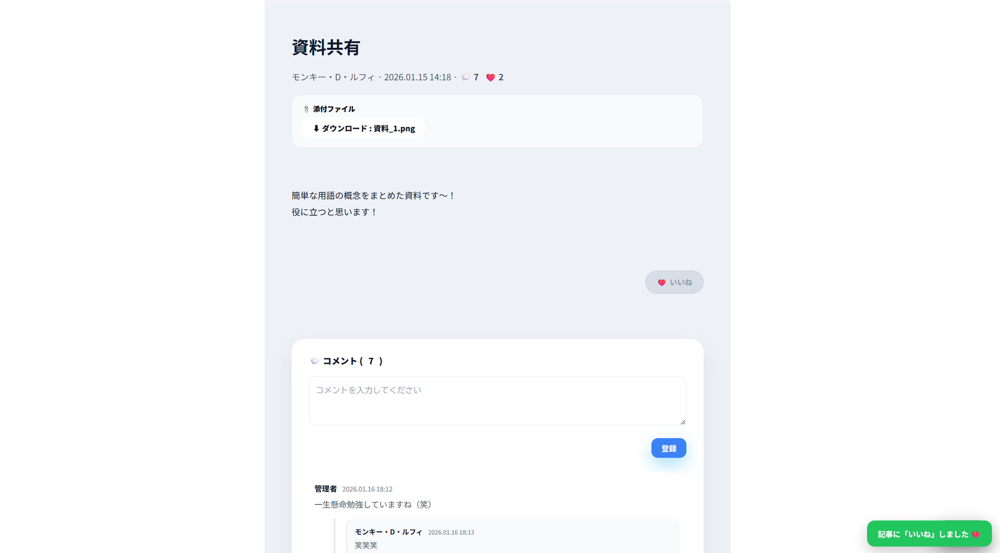 資料共有
モンキー・D・ルフィ · 2026.01.15 14:18 · 💬 7 ❤️ 2
📎 添付ファイル
⬇ ダウンロード : 資料_1.png
簡単な用語の概念をまとめた資料です～！
役に立つと思います！
❤️ いいね
💬 コメント ( 7 )
コメントを入力してください
登録
管理者 2026.01.16 18:12
一生懸命勉強していますね（笑）
モンキー・D・ルフィ 2026.01.16 18:13
笑笑笑
記事に「いいね」しました ❤️